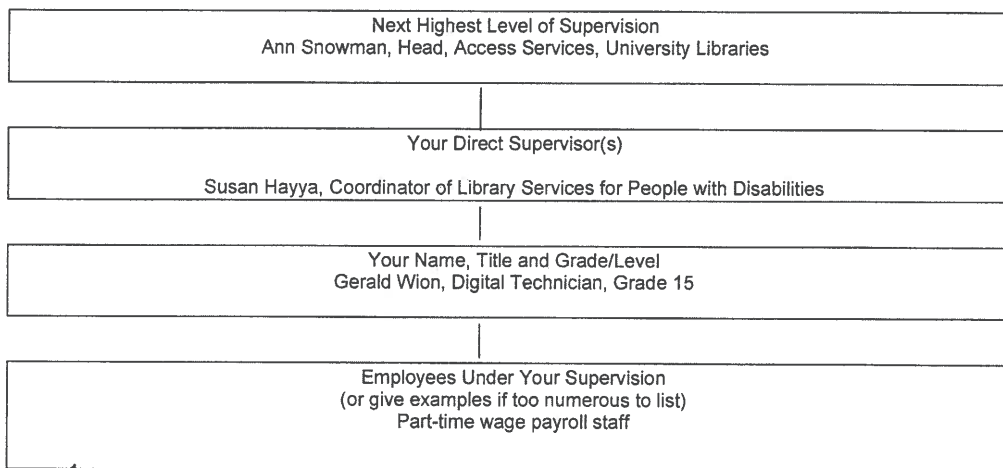 Next Highest Level of Supervision
Ann Snowman, Head, Access Services, University Libraries
Your Direct Supervisor(s)
Susan Hayya, Coordinator of Library Services for People with Disabilities
Your Name, Title and Grade/Level
Gerald Wion, Digital Technician, Grade 15
Employees Under Your Supervision
(or give examples if too numerous to list)
Part-time wage payroll staff